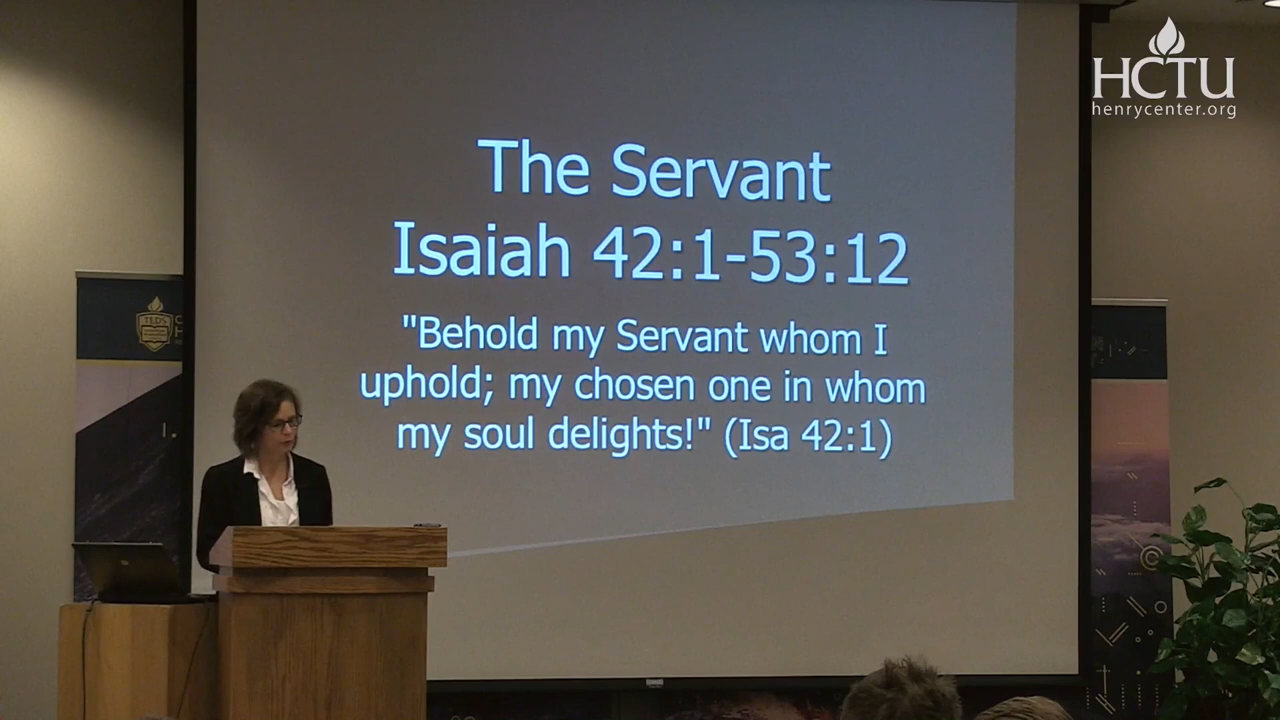 HCTU
henrycenter.org
The Servant
Isaiah 42:1-53:12
"Behold my Servant whom I
uphold; my chosen one in whom
my soul delights!" (Isa 42:1)
TEDS